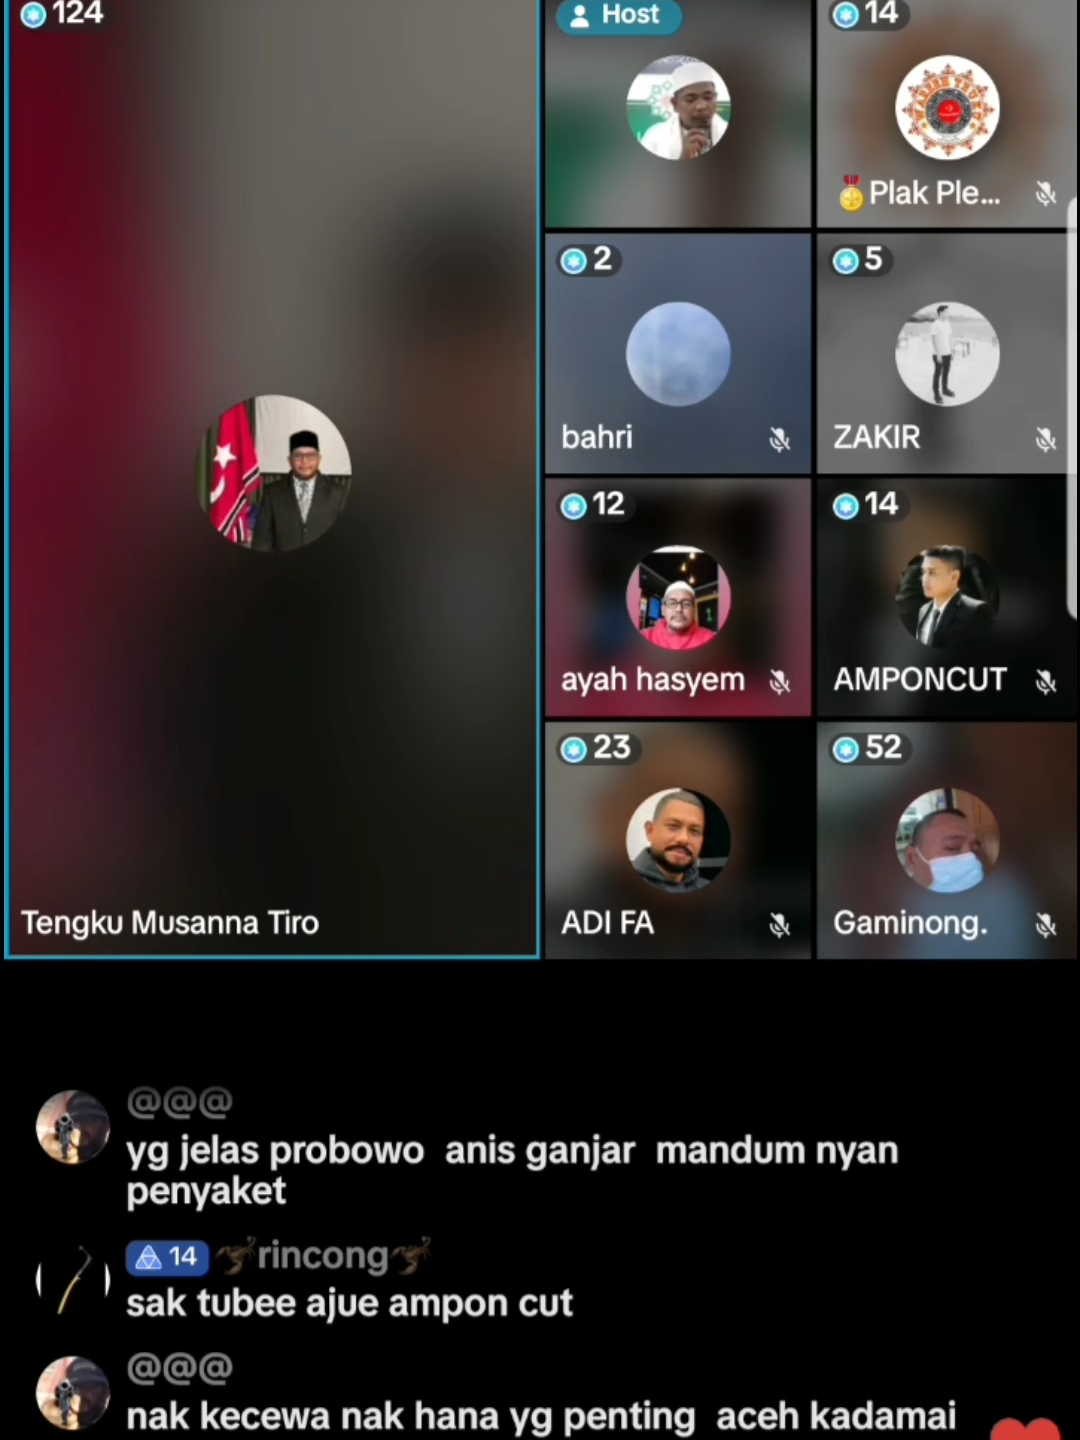 124
Host
14
Plak Ple...
2
5
bahri
ZAKIR
12
14
ayah hasyem
AMPONCUT
23
52
Tengku Musanna Tiro
ADI FA
Gaminong.
@@@
yg jelas probowo anis ganjar mandum nyan
penyaket
14 rincong
sak tubee ajue ampon cut
@@@
nak kecewa nak hana yg penting aceh kadamai